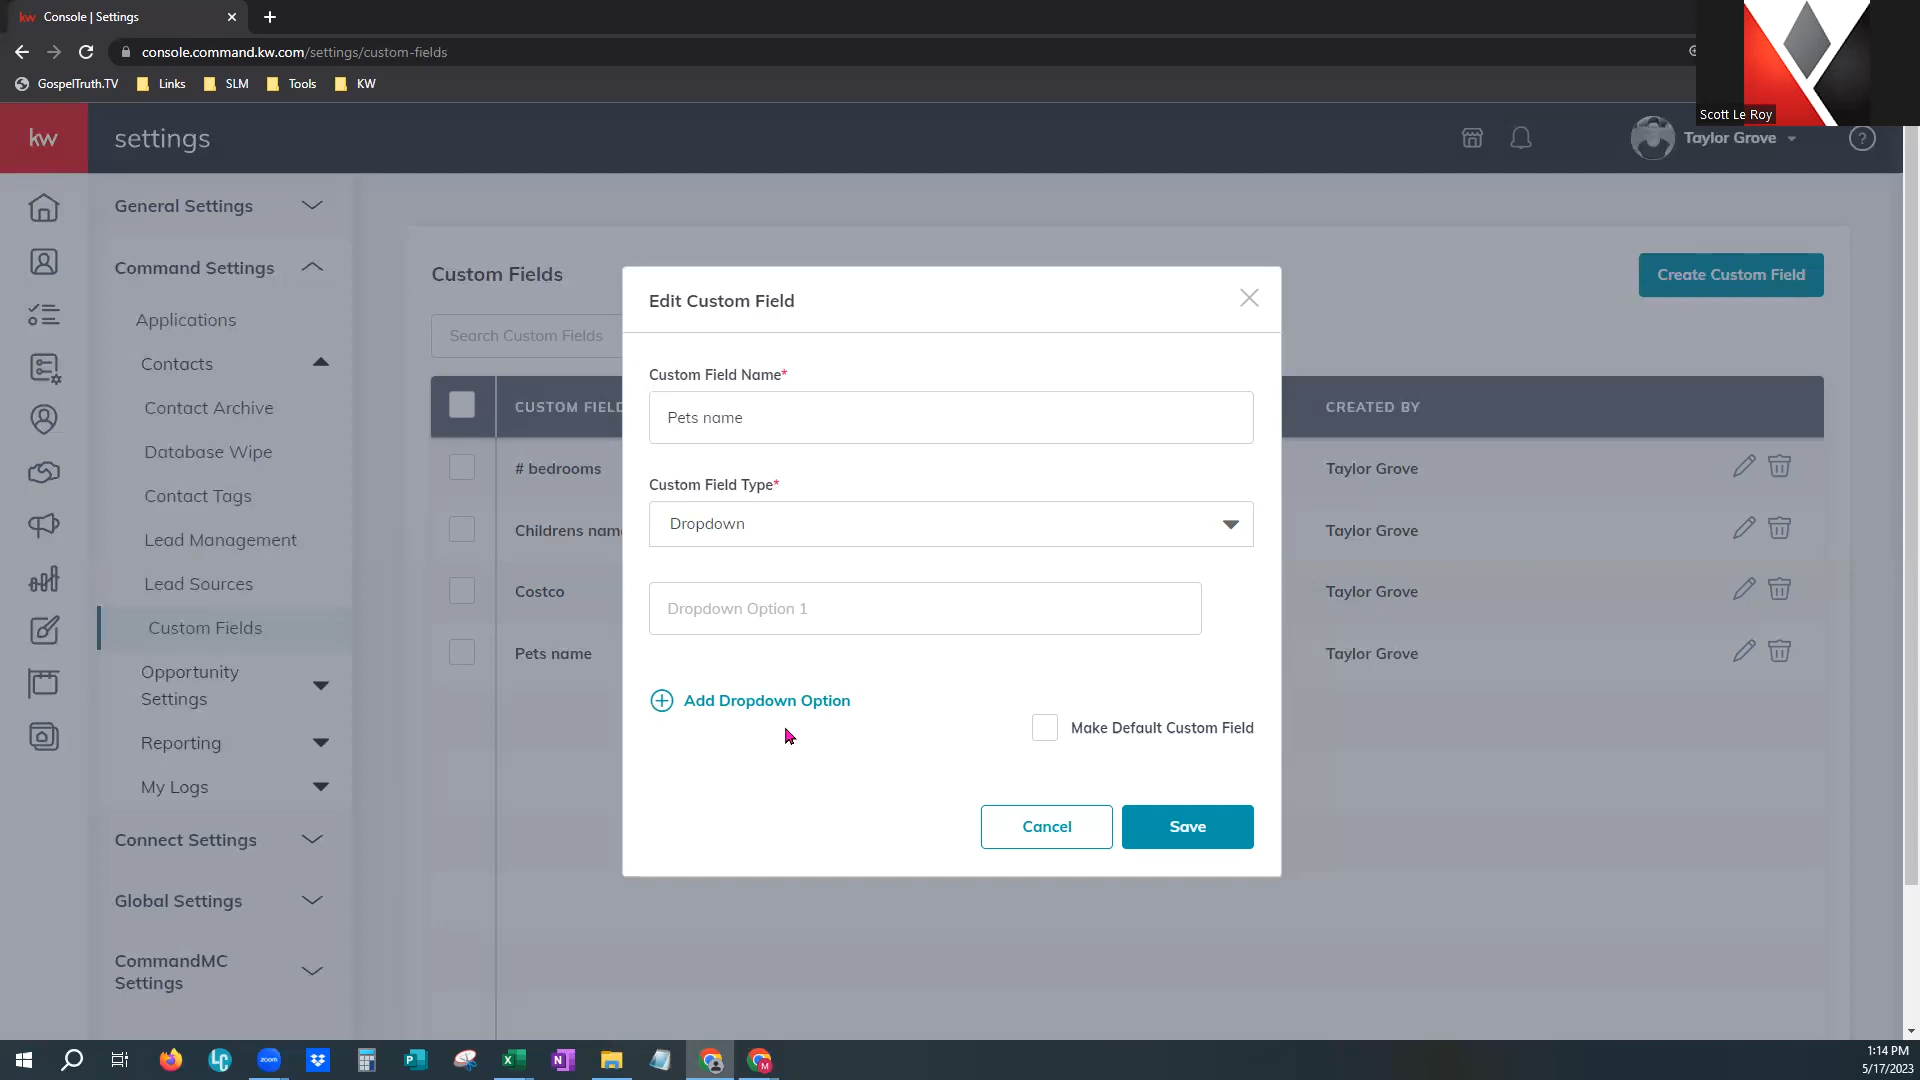 kw Console | Settings
console.command.kw.com/settings/custom-fields
GospelTruth.TV Links SLM Tools KW
Scott Le Roy
kw settings Taylor Grove
General Settings
Command Settings
Applications
Contacts
Contact Archive
Database Wipe
Contact Tags
Lead Management
Lead Sources
Custom Fields
Opportunity
Settings
Reporting
My Logs
Connect Settings
Global Settings
CommandMC
Settings
Custom Fields
Create Custom Field
Search Custom Fields
CUSTOM FIELD CREATED BY
# bedrooms Taylor Grove
Childrens name Taylor Grove
Costco Taylor Grove
Pets name Taylor Grove
Edit Custom Field
Custom Field Name*
Pets name
Custom Field Type*
Dropdown
Dropdown Option 1
Add Dropdown Option
Make Default Custom Field
Cancel Save
1:14 PM
5/17/2023